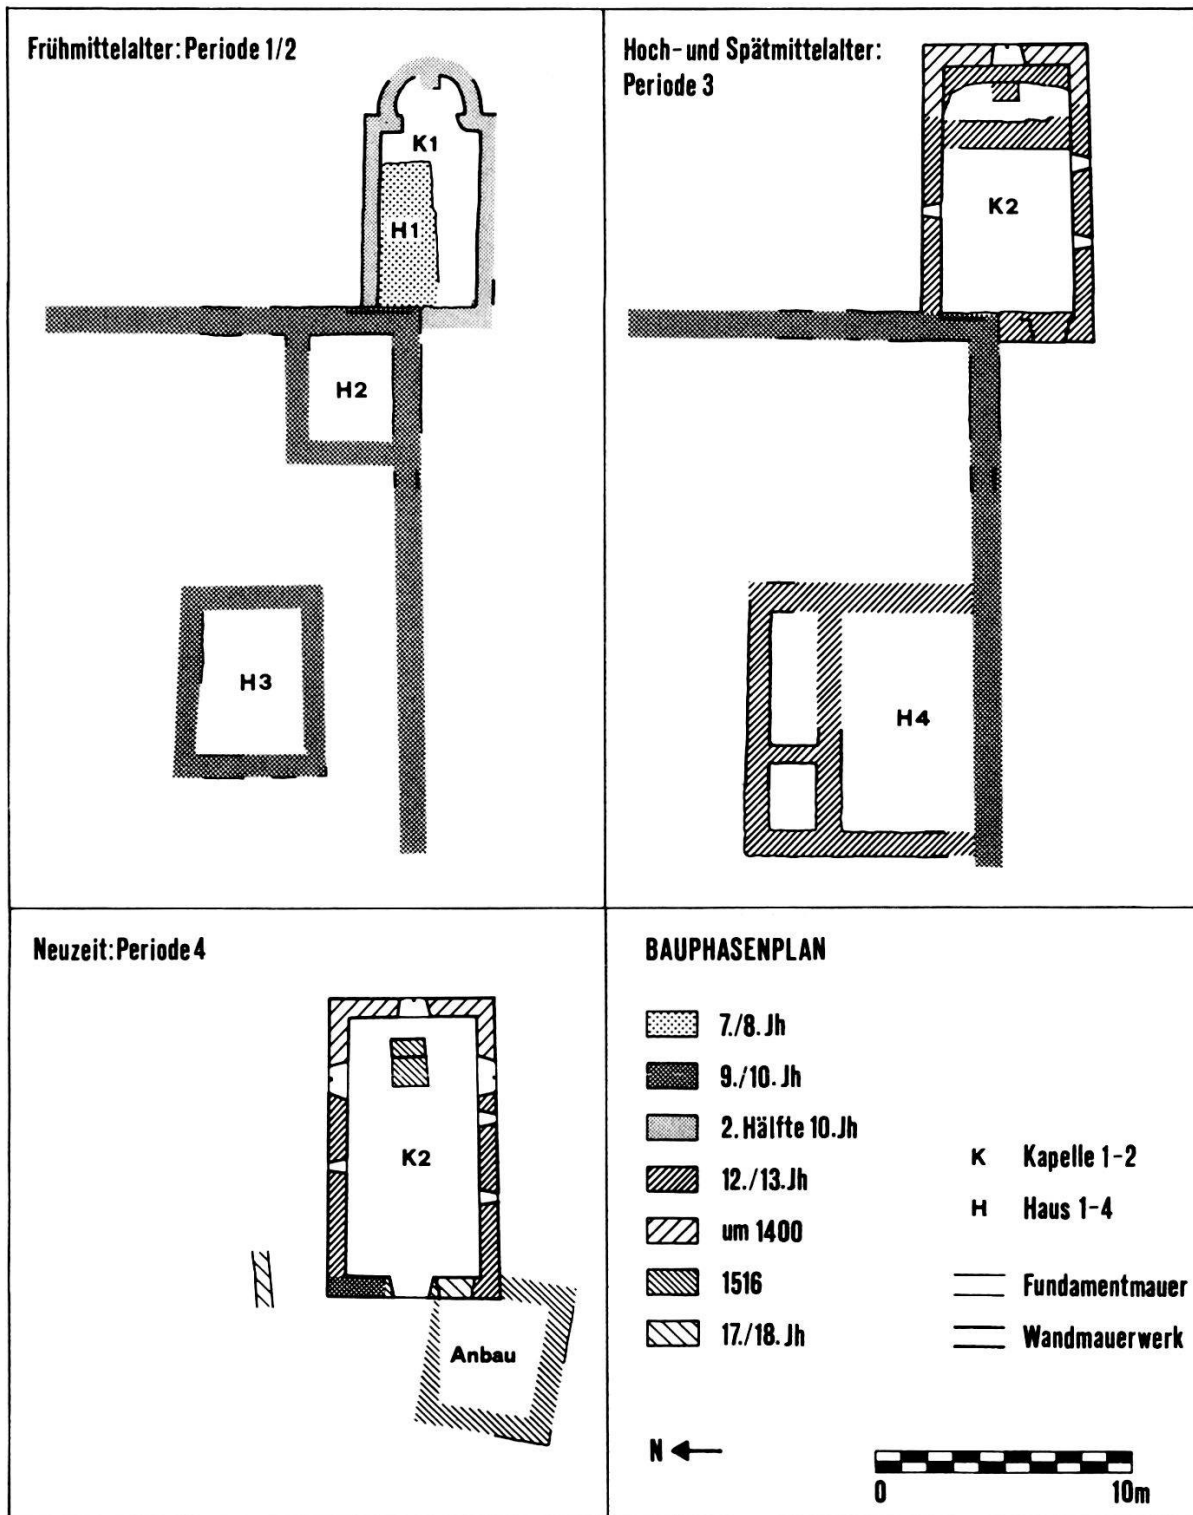 Frühmittelalter: Periode 1/2
K1
H1
H2
H3
Hoch- und Spätmittelalter:
Periode 3
K2
H4
Neuzeit: Periode 4
K2
Anbau
BAUPHASENPLAN
7./8. Jh
9./10. Jh
2. Hälfte 10. Jh
12./13. Jh
um 1400
1516
17./18. Jh
K Kapelle 1-2
H Haus 1-4
Fundamentmauer
Wandmauerwerk
N
0 10m